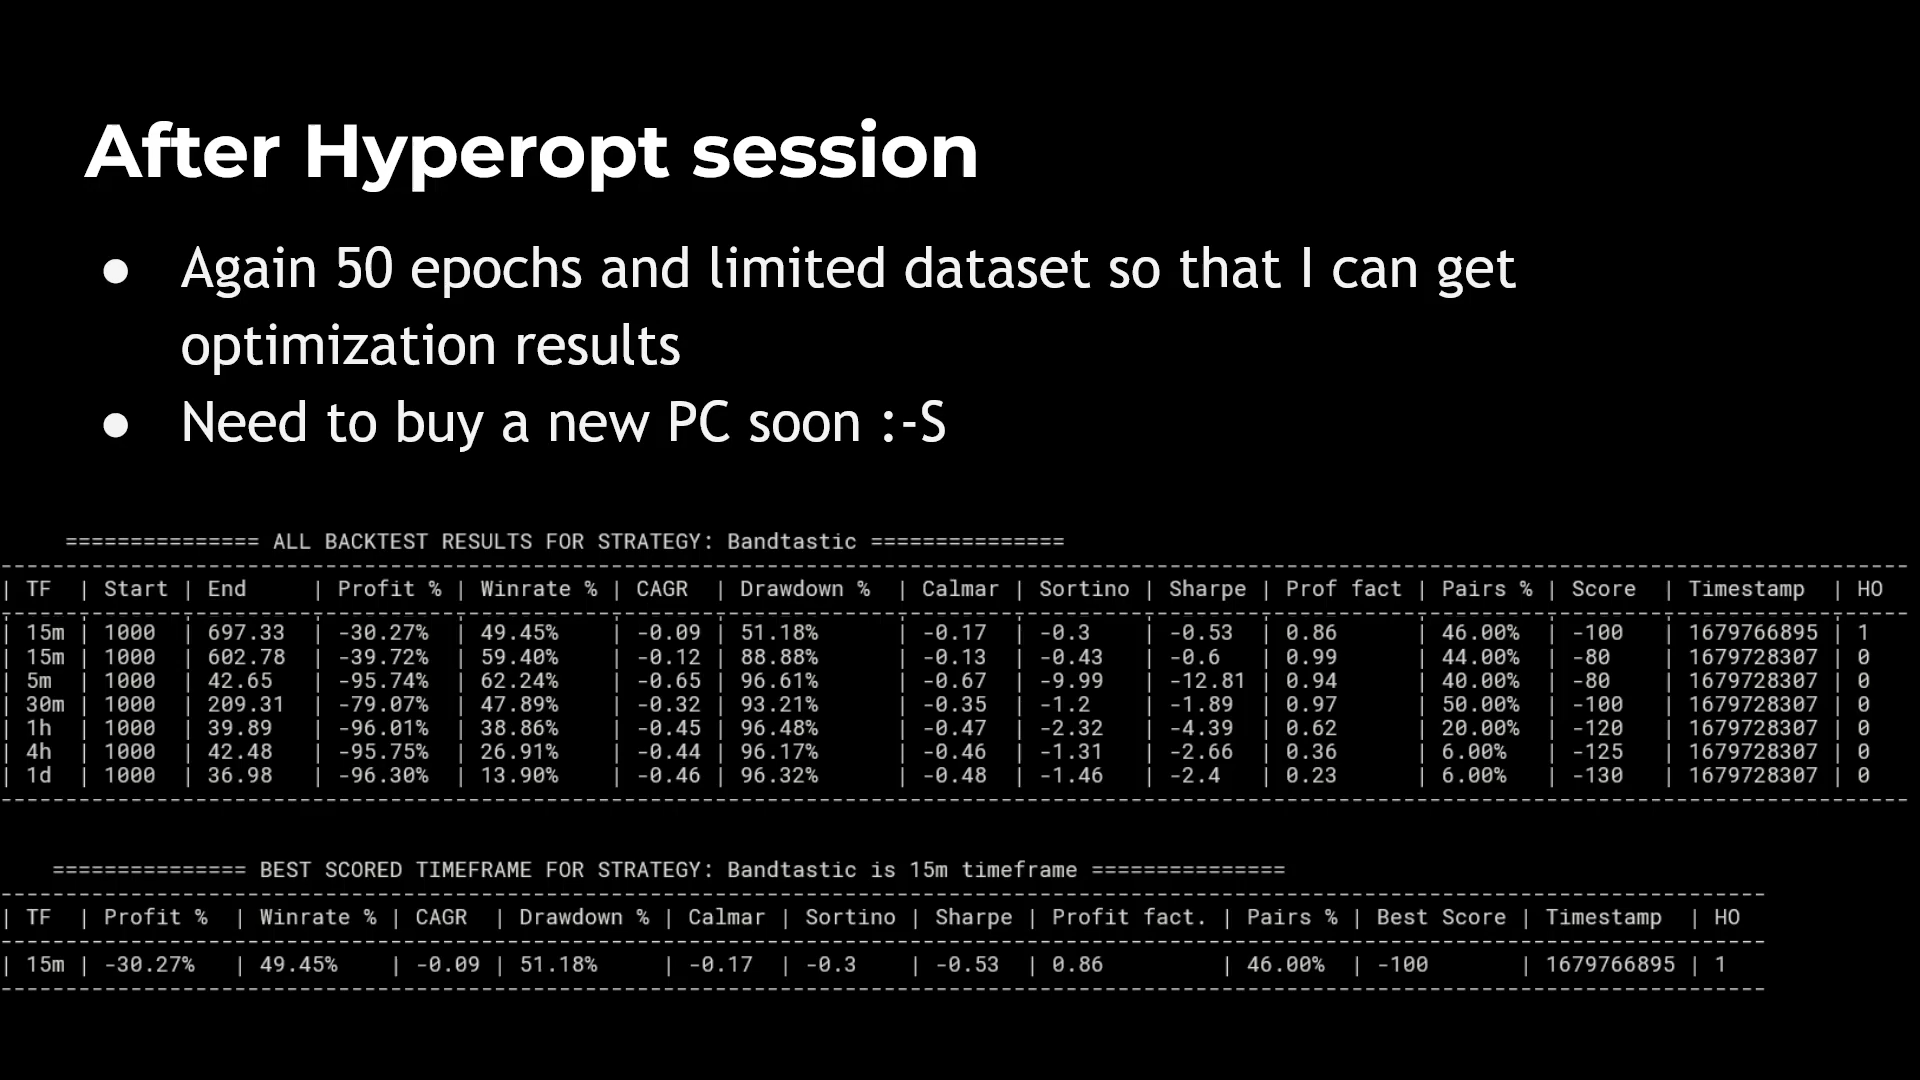 After Hyperopt session
● Again 50 epochs and limited dataset so that I can get
optimization results
● Need to buy a new PC soon :-S
=============== ALL BACKTEST RESULTS FOR STRATEGY: Bandtastic ===============
| TF | Start | End | Profit % | Winrate % | CAGR | Drawdown % | Calmar | Sortino | Sharpe | Prof fact | Pairs % | Score | Timestamp | HO
| 15m | 1000 | 697.33 | -30.27% | 49.45% | -0.09 | 51.18% | -0.17 | -0.3 | -0.53 | 0.86 | 46.00% | -100 | 1679766895 | 1
| 15m | 1000 | 602.78 | -39.72% | 59.40% | -0.12 | 88.88% | -0.13 | -0.43 | -0.6 | 0.99 | 44.00% | -80 | 1679728307 | 0
| 5m | 1000 | 42.65 | -95.74% | 62.24% | -0.65 | 96.61% | -0.67 | -9.99 | -12.81 | 0.94 | 40.00% | -80 | 1679728307 | 0
| 30m | 1000 | 209.31 | -79.07% | 47.89% | -0.32 | 93.21% | -0.35 | -1.2 | -1.89 | 0.97 | 50.00% | -100 | 1679728307 | 0
| 1h | 1000 | 39.89 | -96.01% | 38.86% | -0.45 | 96.48% | -0.47 | -2.32 | -4.39 | 0.62 | 20.00% | -120 | 1679728307 | 0
| 4h | 1000 | 42.48 | -95.75% | 26.91% | -0.44 | 96.17% | -0.46 | -1.31 | -2.66 | 0.36 | 6.00% | -125 | 1679728307 | 0
| 1d | 1000 | 36.98 | -96.30% | 13.90% | -0.46 | 96.32% | -0.48 | -1.46 | -2.4 | 0.23 | 6.00% | -130 | 1679728307 | 0
=============== BEST SCORED TIMEFRAME FOR STRATEGY: Bandtastic is 15m timeframe ===============
| TF | Profit % | Winrate % | CAGR | Drawdown % | Calmar | Sortino | Sharpe | Profit fact. | Pairs % | Best Score | Timestamp | HO
| 15m | -30.27% | 49.45% | -0.09 | 51.18% | -0.17 | -0.3 | -0.53 | 0.86 | 46.00% | -100 | 1679766895 | 1